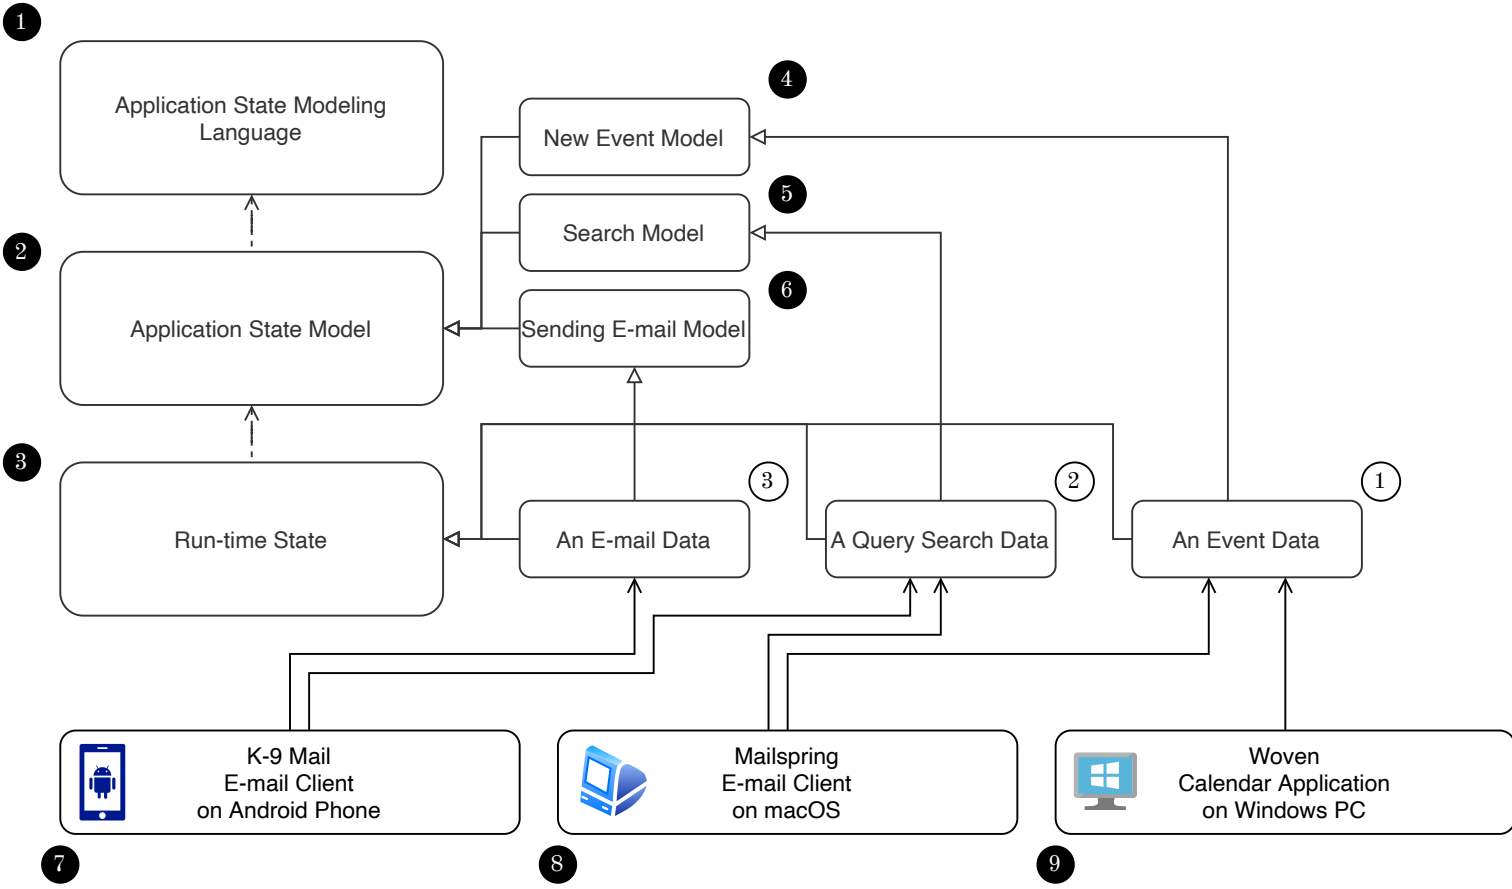 1
Application State Modeling
Language
4
New Event Model
5
Search Model
2
Application State Model
6
Sending E-mail Model
3
Run-time State
3
An E-mail Data
2
A Query Search Data
1
An Event Data
K-9 Mail
E-mail Client
on Android Phone
7
Mailspring
E-mail Client
on macOS
8
Woven
Calendar Application
on Windows PC
9